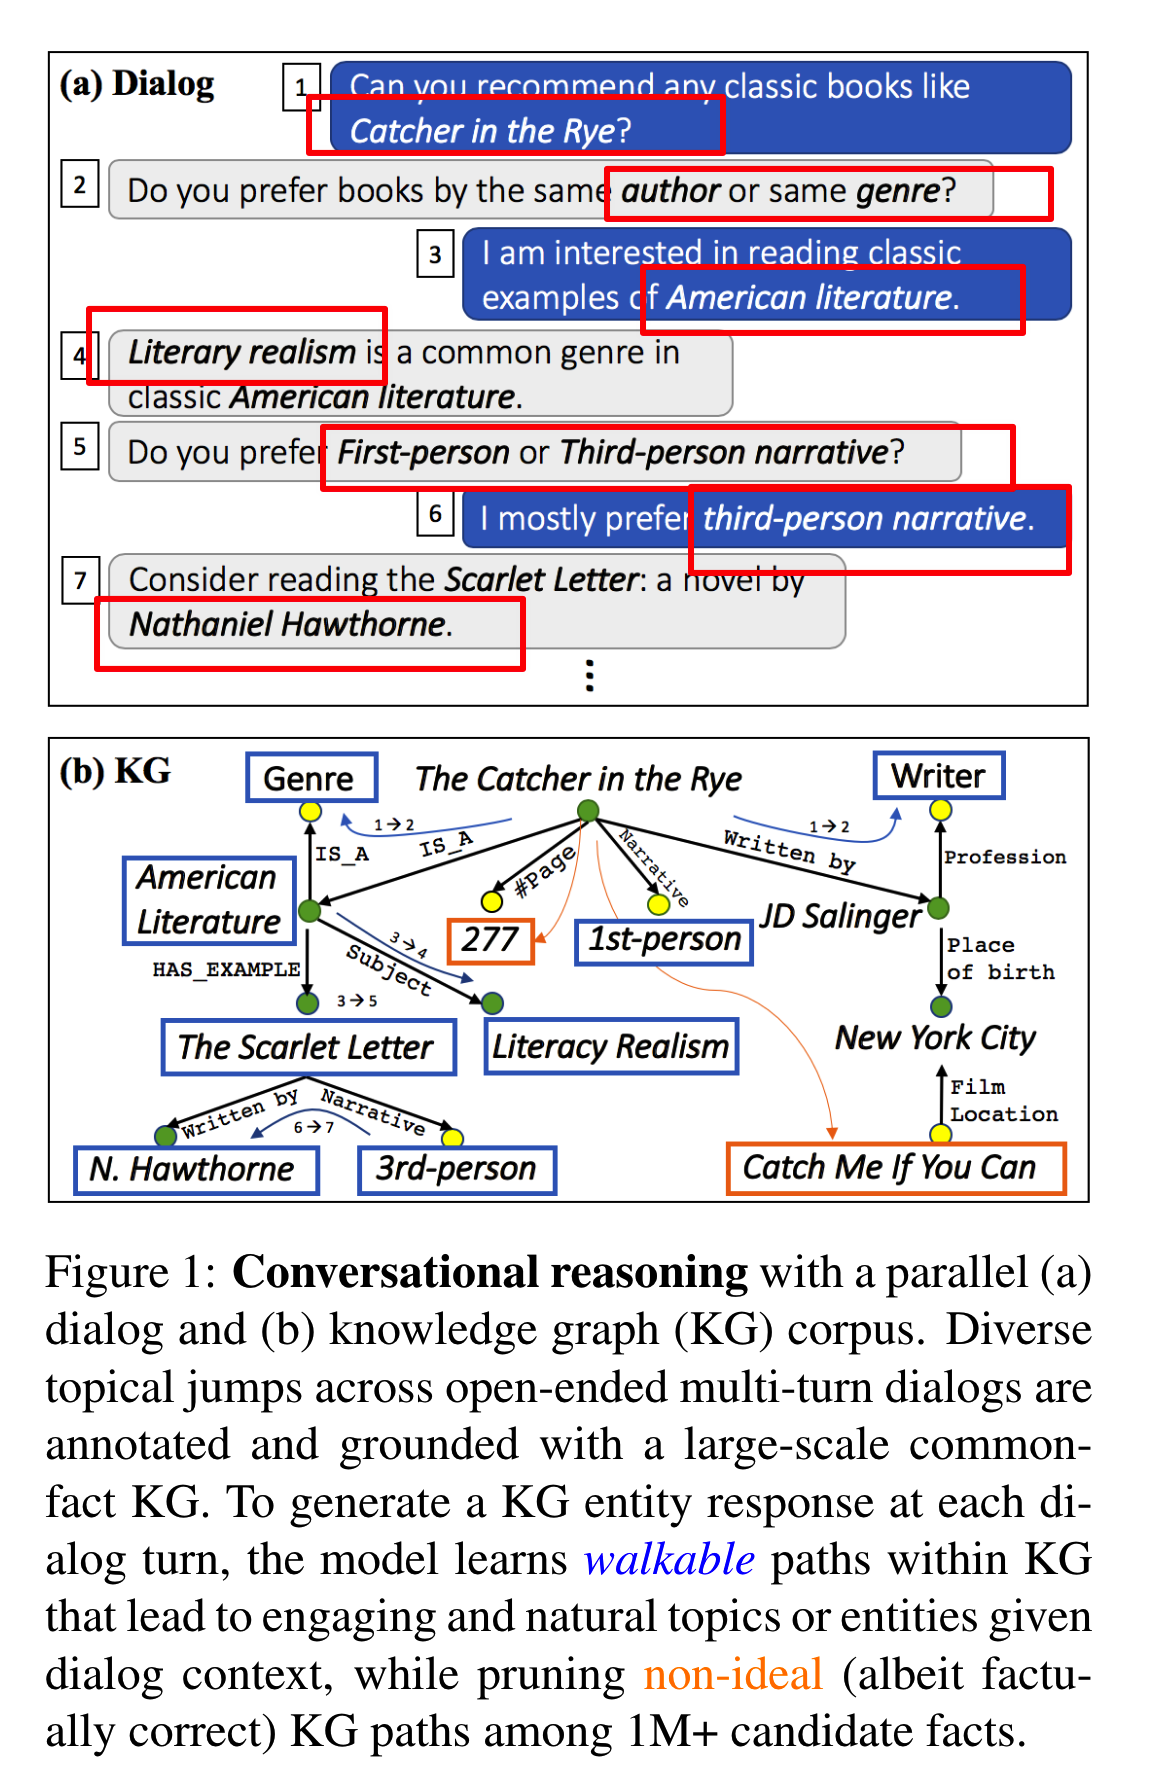 (a) Dialog
1
Can you recommend any classic books like
Catcher in the Rye?
2
Do you prefer books by the same author or same genre?
3
I am interested in reading classic
examples of American literature.
4
Literary realism is a common genre in
classic American literature.
5
Do you prefer First-person or Third-person narrative?
6
I mostly prefer third-person narrative.
7
Consider reading the Scarlet Letter: a novel by
Nathaniel Hawthorne.
⋮
(b) KG
Genre
The Catcher in the Rye
Writer
1→2
1→2
IS_A
IS_A
#Page
Narrative
Written by
Profession
American
Literature
277
1st-person
JD Salinger
3→4
Subject
Place
of birth
HAS_EXAMPLE
3→5
The Scarlet Letter
Literacy Realism
New York City
Written by
Narrative
6→7
Film
Location
N. Hawthorne
3rd-person
Catch Me If You Can
Figure 1: Conversational reasoning with a parallel (a)
dialog and (b) knowledge graph (KG) corpus. Diverse
topical jumps across open-ended multi-turn dialogs are
annotated and grounded with a large-scale common-
fact KG. To generate a KG entity response at each di-
alog turn, the model learns walkable paths within KG
that lead to engaging and natural topics or entities given
dialog context, while pruning non-ideal (albeit factu-
ally correct) KG paths among 1M+ candidate facts.